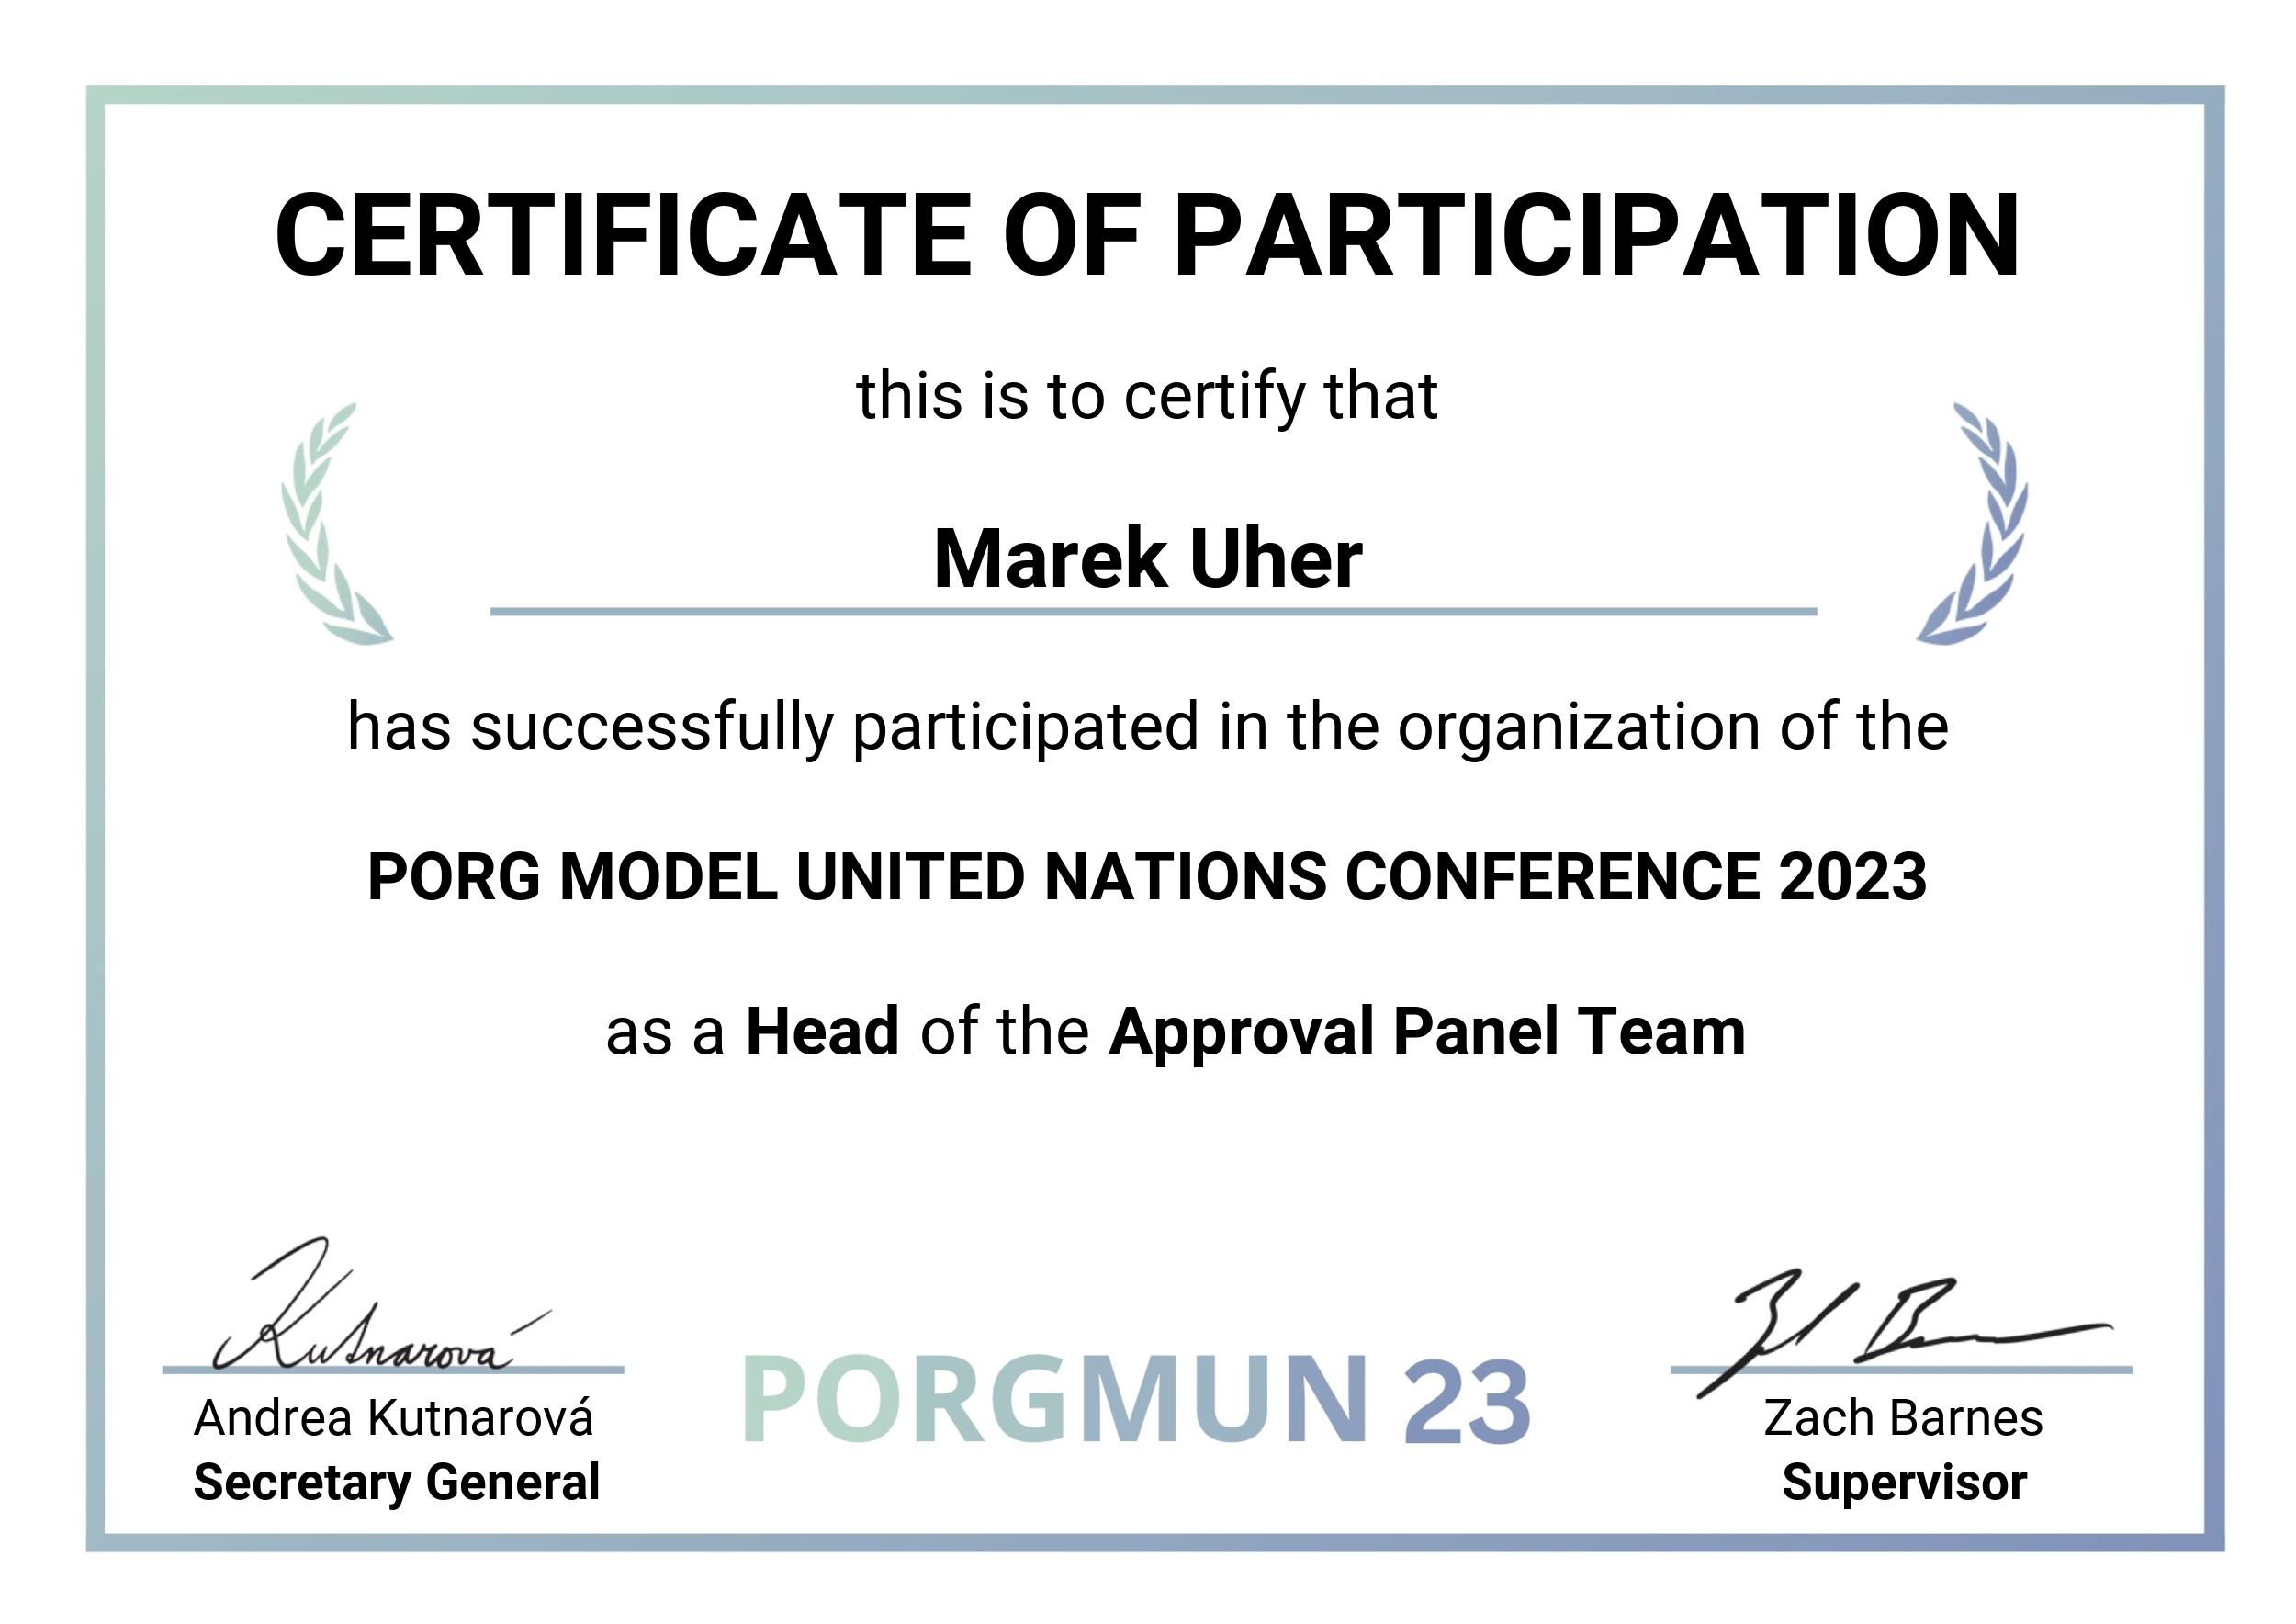 CERTIFICATE OF PARTICIPATION
this is to certify that
Marek Uher
has successfully participated in the organization of the
PORG MODEL UNITED NATIONS CONFERENCE 2023
as a Head of the Approval Panel Team
Kutnarová
Andrea Kutnarová
Secretary General
PORGMUN 23
Z B
Zach Barnes
Supervisor